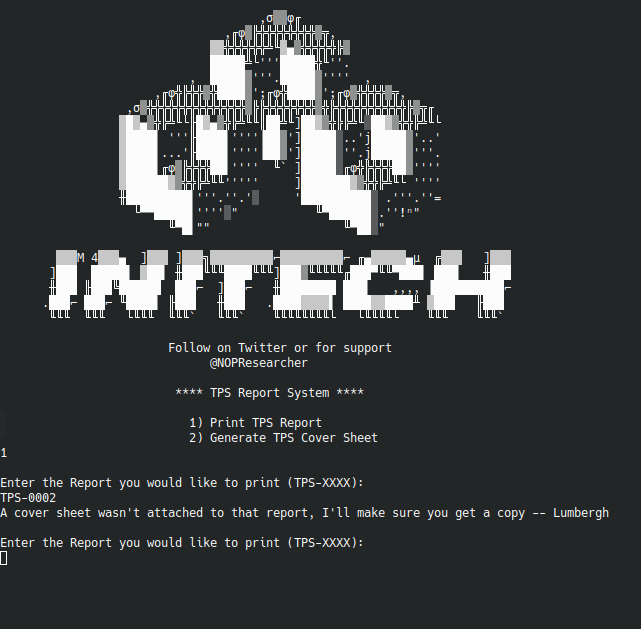 Follow on Twitter or for support
@NOPResearcher
**** TPS Report System ****
1) Print TPS Report
2) Generate TPS Cover Sheet
1
Enter the Report you would like to print (TPS-XXXX):
TPS-0002
A cover sheet wasn't attached to that report, I'll make sure you get a copy -- Lumbergh
Enter the Report you would like to print (TPS-XXXX):